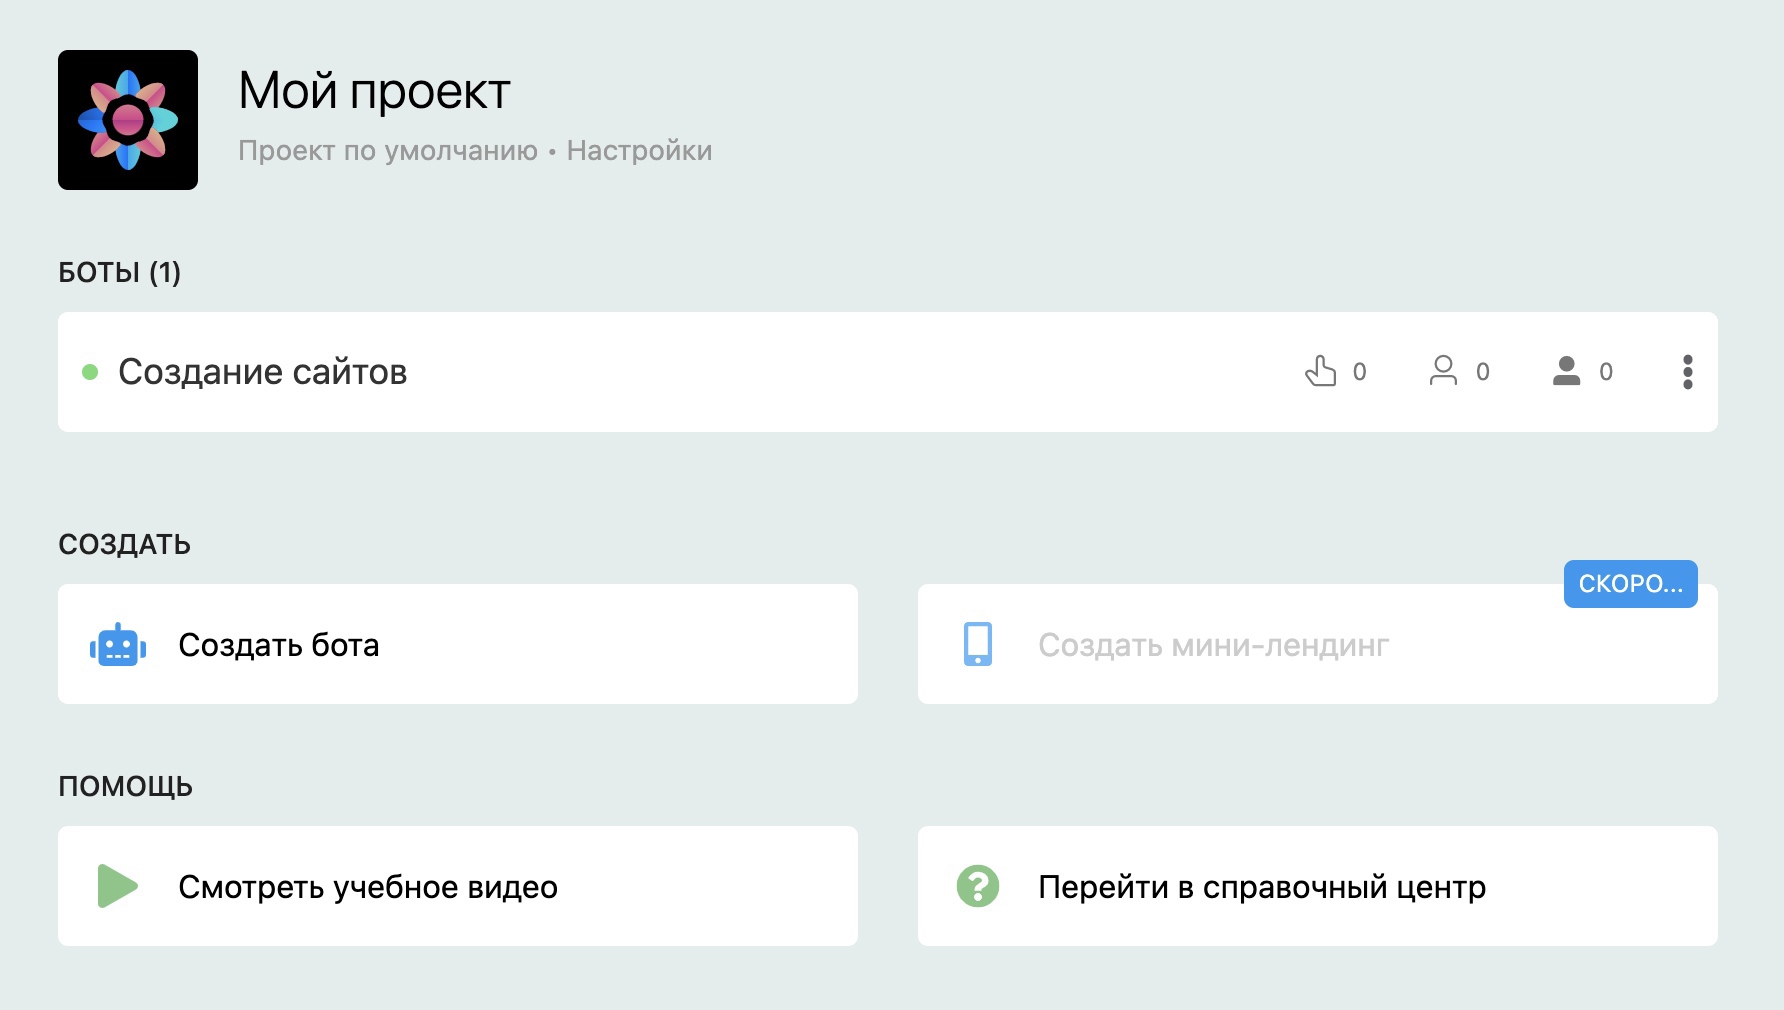 Мой проект
Проект по умолчанию • Настройки
БОТЫ (1)
Создание сайтов 0 0 0
СОЗДАТЬ
СКОРО...
Создать бота Создать мини-лендинг
ПОМОЩЬ
Смотреть учебное видео Перейти в справочный центр